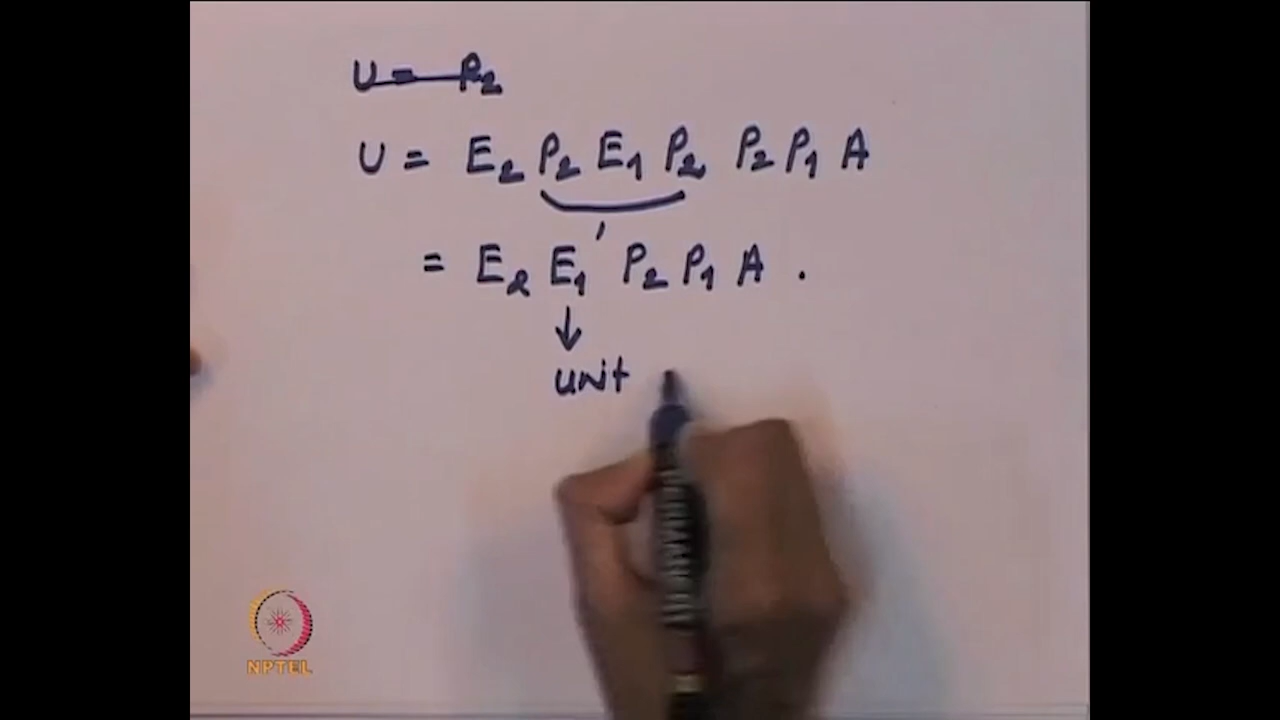 U = P₂
U = E₂ P₂ E₁ P₂ P₂ P₁ A
= E₂ E₁′ P₂ P₁ A .
↓
unit
NPTEL